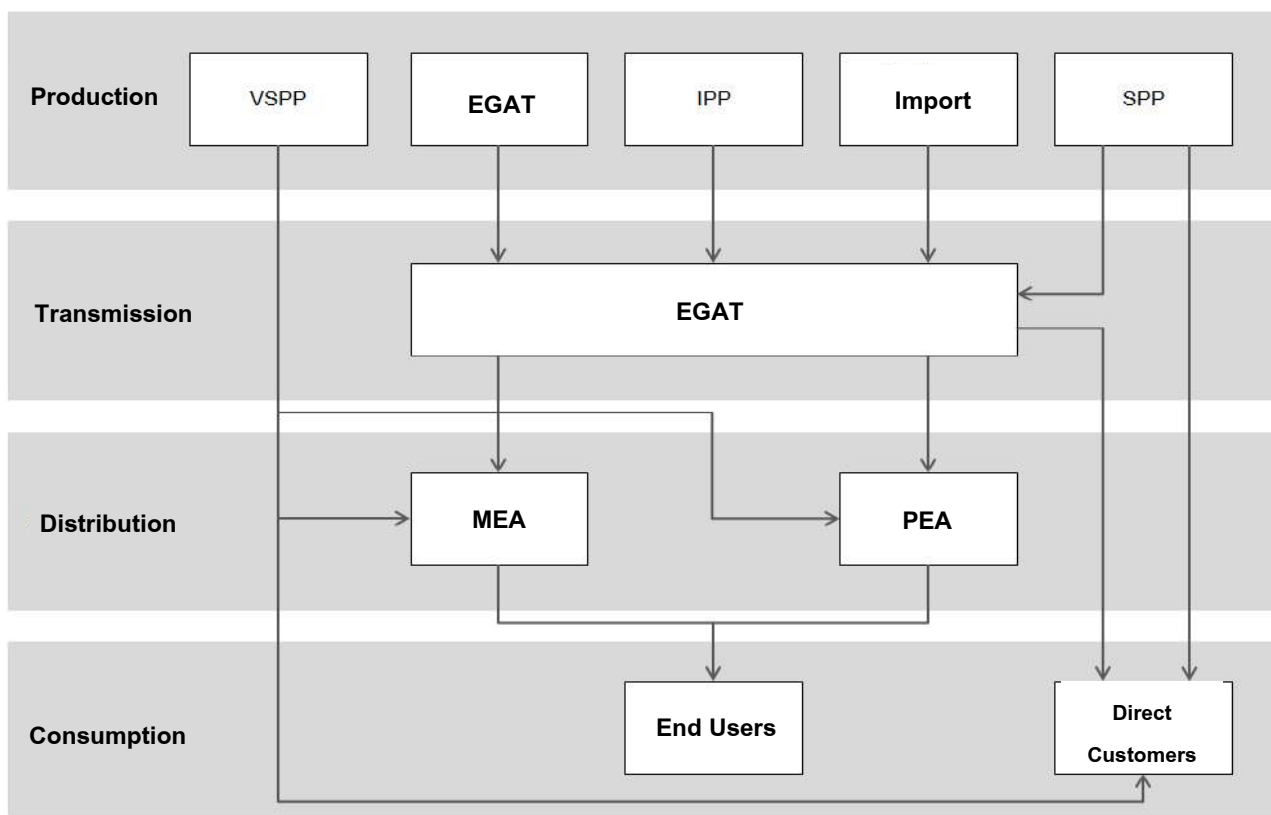 Production
VSPP
EGAT
IPP
Import
SPP
Transmission
EGAT
Distribution
MEA
PEA
Consumption
End Users
Direct
Customers